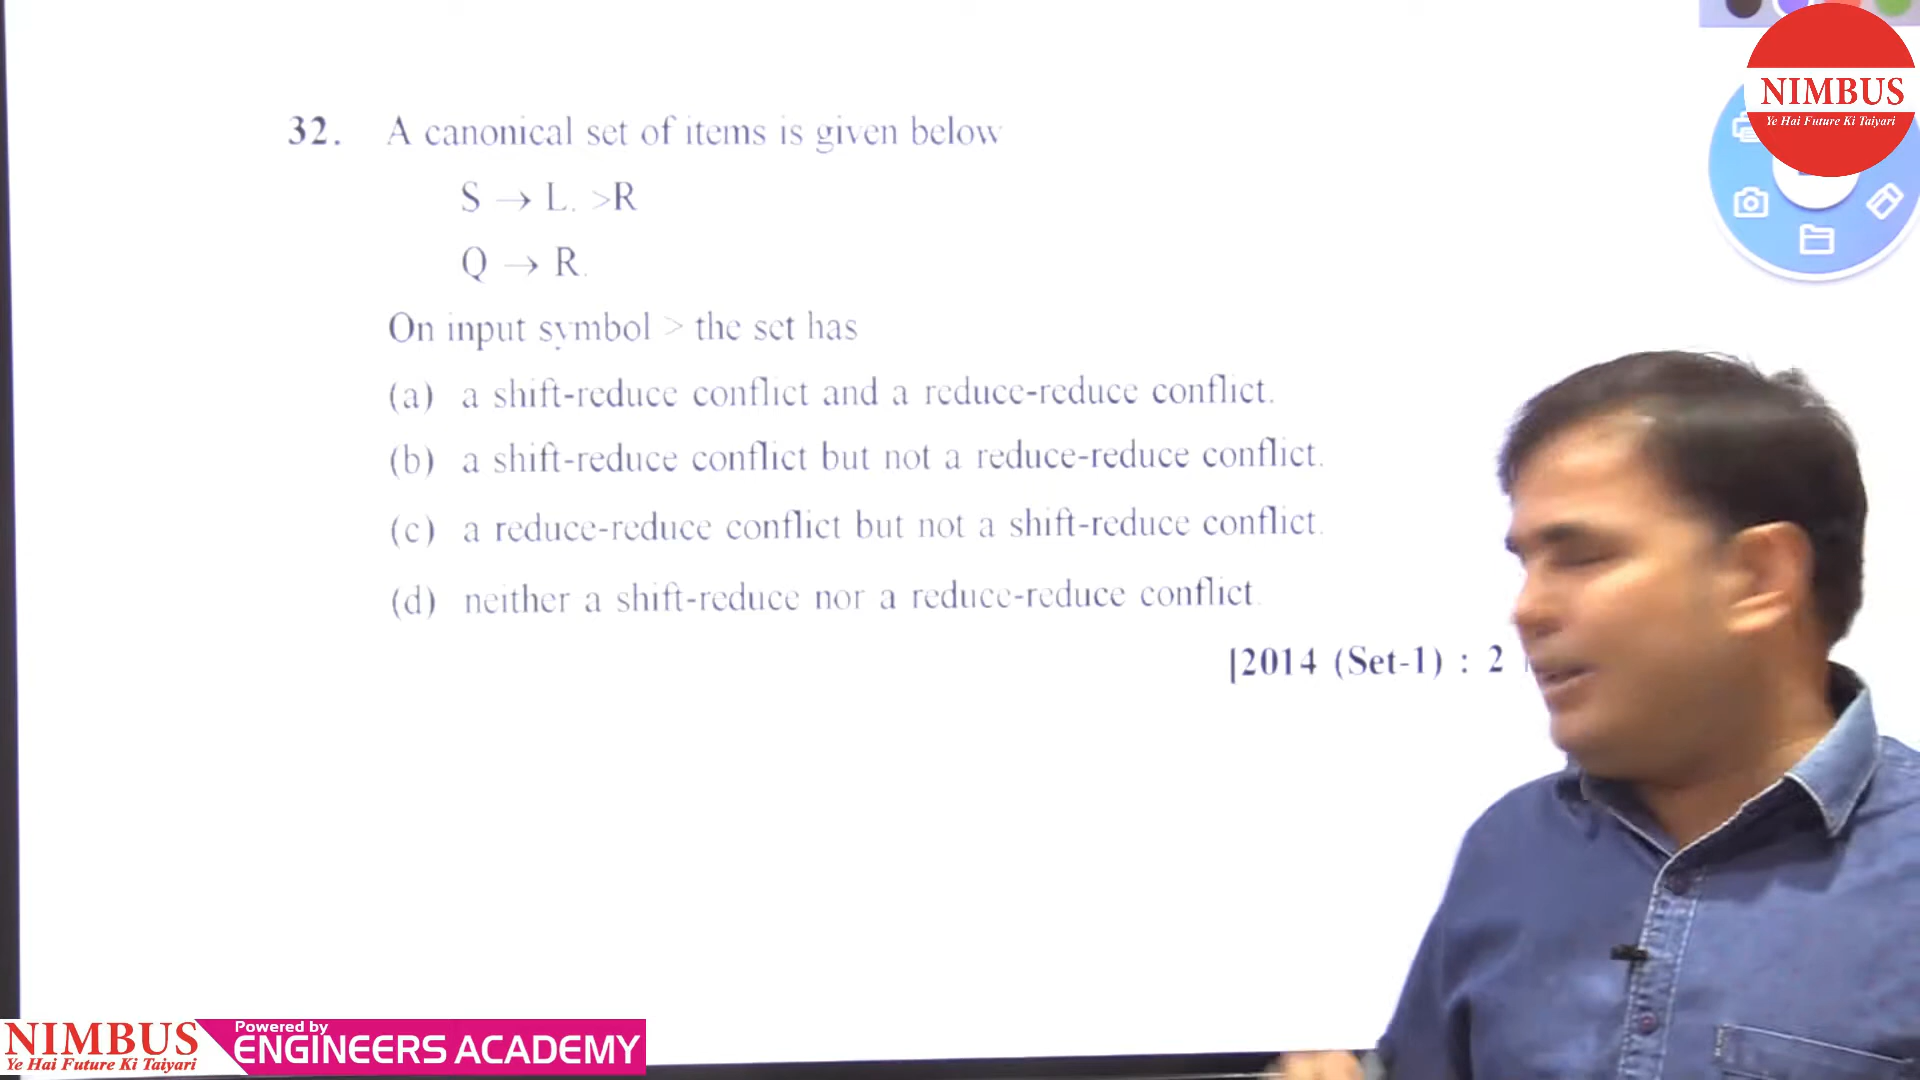 NIMBUS
Ye Hai Future Ki Taiyari
32. A canonical set of items is given below
S → L. >R
Q → R.
On input symbol > the set has
(a) a shift-reduce conflict and a reduce-reduce conflict.
(b) a shift-reduce conflict but not a reduce-reduce conflict.
(c) a reduce-reduce conflict but not a shift-reduce conflict.
(d) neither a shift-reduce nor a reduce-reduce conflict.
[2014 (Set-1) : 2
NIMBUS
Ye Hai Future Ki Taiyari
Powered by
ENGINEERS ACADEMY